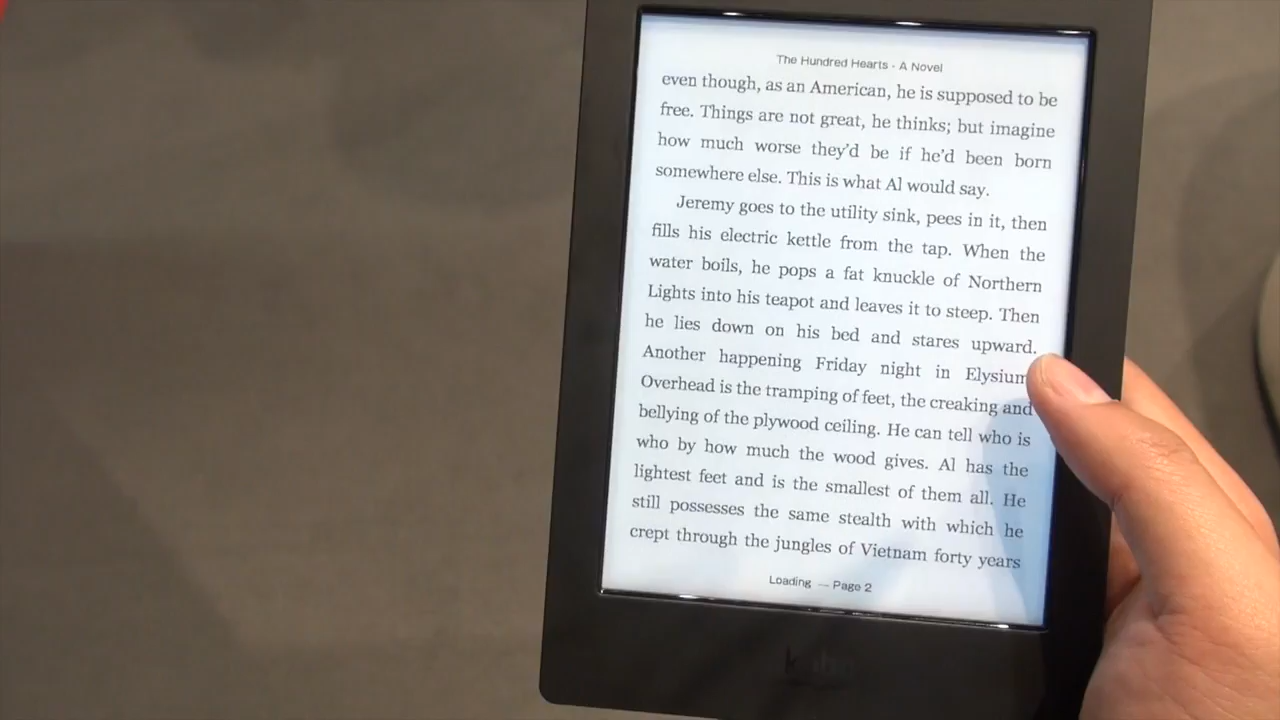 The Hundred Hearts - A Novel
even though, as an American, he is supposed to be
free. Things are not great, he thinks; but imagine
how much worse they'd be if he'd been born
somewhere else. This is what Al would say.
Jeremy goes to the utility sink, pees in it, then
fills his electric kettle from the tap. When the
water boils, he pops a fat knuckle of Northern
Lights into his teapot and leaves it to steep. Then
he lies down on his bed and stares upward.
Another happening Friday night in Elysium
Overhead is the tramping of feet, the creaking and
bellying of the plywood ceiling. He can tell who is
who by how much the wood gives. Al has the
lightest feet and is the smallest of them all. He
still possesses the same stealth with which he
crept through the jungles of Vietnam forty years
Loading — Page 2